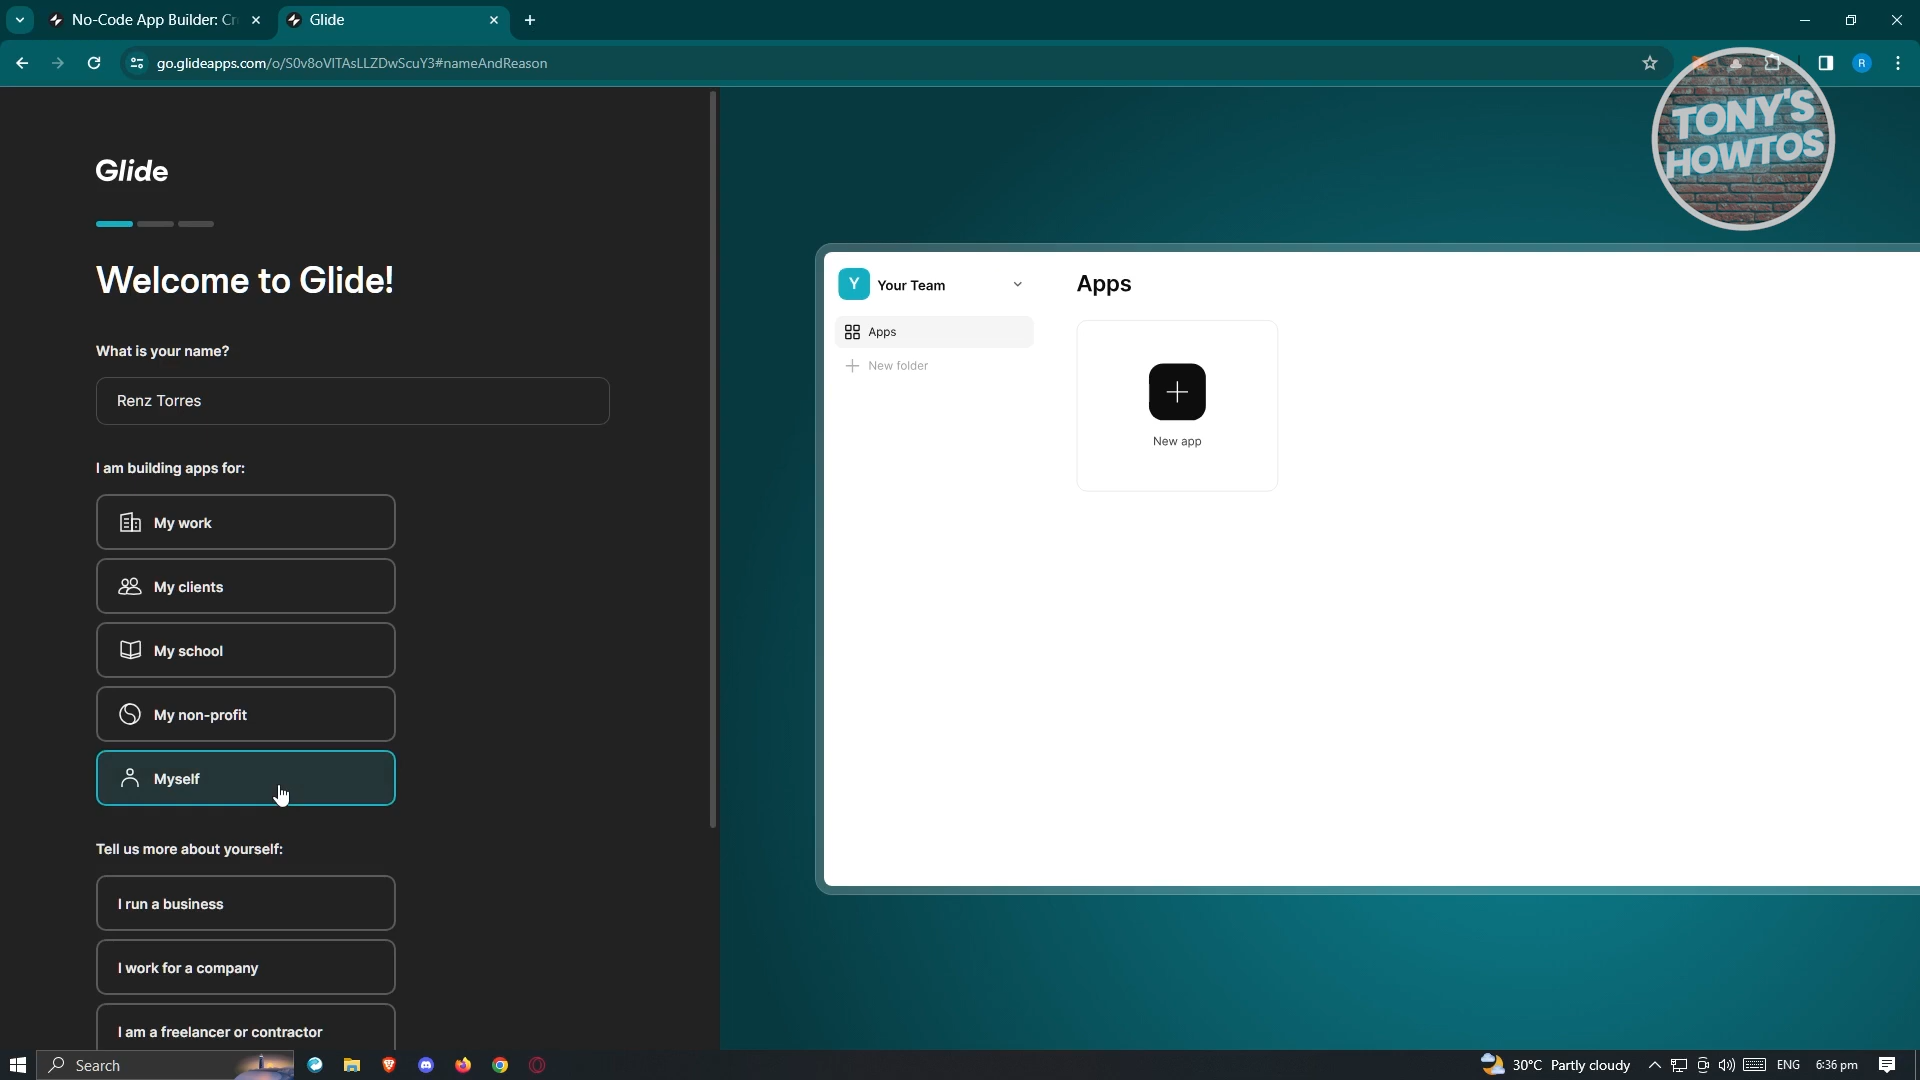 No-Code App Builder: Cr
Glide
go.glideapps.com/o/S0v8oVlTAsLLZDwScuY3#nameAndReason
R
TONY'S
HOWTOS
Glide
Welcome to Glide!
What is your name?
Renz Torres
I am building apps for:
My work
My clients
My school
My non-profit
Myself
Tell us more about yourself:
I run a business
I work for a company
I am a freelancer or contractor
Y
Your Team
Apps
Apps
New folder
New app
Search
30°C Partly cloudy
ENG
6:36 pm